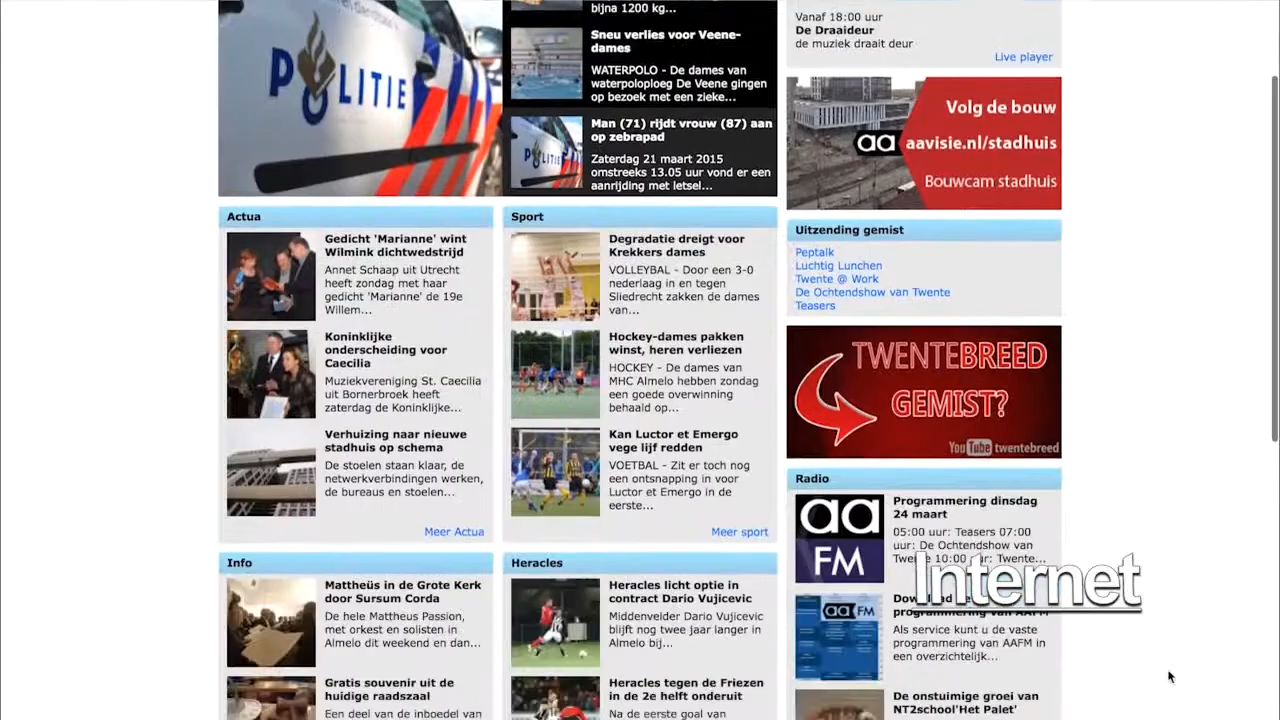 POLITIE
bijna 1200 kg...
Sneu verlies voor Veene-
dames
WATERPOLO - De dames van
waterpoloploeg De Veene gingen
op bezoek met een zieke...
POLITIE
Man (71) rijdt vrouw (87) aan
op zebrapad
Zaterdag 21 maart 2015
omstreeks 13.05 uur vond er een
aanrijding met letsel...
Vanaf 18:00 uur
De Draaideur
de muziek draait deur
Live player
Volg de bouw
aa aavisie.nl/stadhuis
Bouwcam stadhuis
Actua
Gedicht 'Marianne' wint
Wilmink dichtwedstrijd
Annet Schaap uit Utrecht
heeft zondag met haar
gedicht 'Marianne' de 19e
Willem...
Koninklijke
onderscheiding voor
Caecilia
Muziekvereniging St. Caecilia
uit Bornerbroek heeft
zaterdag de Koninklijke...
Verhuizing naar nieuwe
stadhuis op schema
De stoelen staan klaar, de
netwerkverbindingen werken,
de bureaus en stoelen...
Meer Actua
Sport
Degradatie dreigt voor
Krekkers dames
VOLLEYBAL - Door een 3-0
nederlaag in en tegen
Sliedrecht zakken de dames
van...
Hockey-dames pakken
winst, heren verliezen
HOCKEY - De dames van
MHC Almelo hebben zondag
een goede overwinning
behaald op...
Kan Luctor et Emergo
vege lijf redden
VOETBAL - Zit er toch nog
een ontsnapping in voor
Luctor et Emergo in de
eerste...
Meer sport
Uitzending gemist
Peptalk
Luchtig Lunchen
Twente @ Work
De Ochtendshow van Twente
Teasers
TWENTEBREED
GEMIST?
YouTube twentebreed
Radio
aa
FM
Programmering dinsdag
24 maart
05:00 uur: Teasers 07:00
uur: De Ochtendshow van
Twente 10:00 uur: Twente...
Internet
aa FM
programmering van AAFM
Als service kunt u de vaste
programmering van AAFM in
een overzichtelijk...
De onstuimige groei van
NT2school'Het Palet'
Info
Mattheüs in de Grote Kerk
door Sursum Corda
De hele Mattheus Passion,
met orkest en solisten in
Almelo dit weekend en dan...
Gratis souvenir uit de
huidige raadszaal
Een deel van de inboedel van
Heracles
Heracles licht optie in
contract Dario Vujicevic
Middenvelder Dario Vujicevic
blijft nog twee jaar langer in
Almelo bij...
Heracles tegen de Friezen
in de 2e helft onderuit
Na de eerste goal van